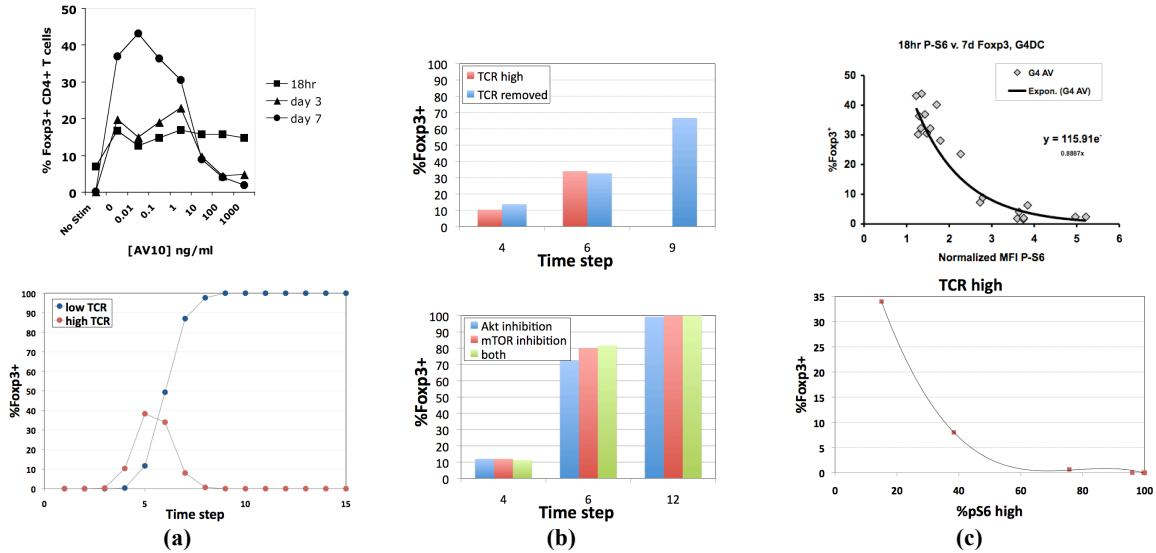 50
40
30
20
10
0
% Foxp3+ CD4+ T cells
18hr
day 3
day 7
No Stim
0
0.01
0.1
1
10
100
1000
[AV10] ng/ml
100
90
80
70
60
50
40
30
20
10
0
%Foxp3+
low TCR
high TCR
0 5 10 15
Time step
(a)
100
90
80
70
60
50
40
30
20
10
0
%Foxp3+
TCR high
TCR removed
4 6 9
Time step
100
90
80
70
60
50
40
30
20
10
0
%Foxp3+
Akt inhibition
mTOR inhibition
both
4 6 12
Time step
(b)
18hr P-S6 v. 7d Foxp3, G4DC
50
40
30
20
10
0
%Foxp3⁺
G4 AV
Expon. (G4 AV)
y = 115.91e⁻
0.8887x
0 1 2 3 4 5 6
Normalized MFI P-S6
TCR high
35
30
25
20
15
10
5
0
%Foxp3+
0 20 40 60 80 100
%pS6 high
(c)